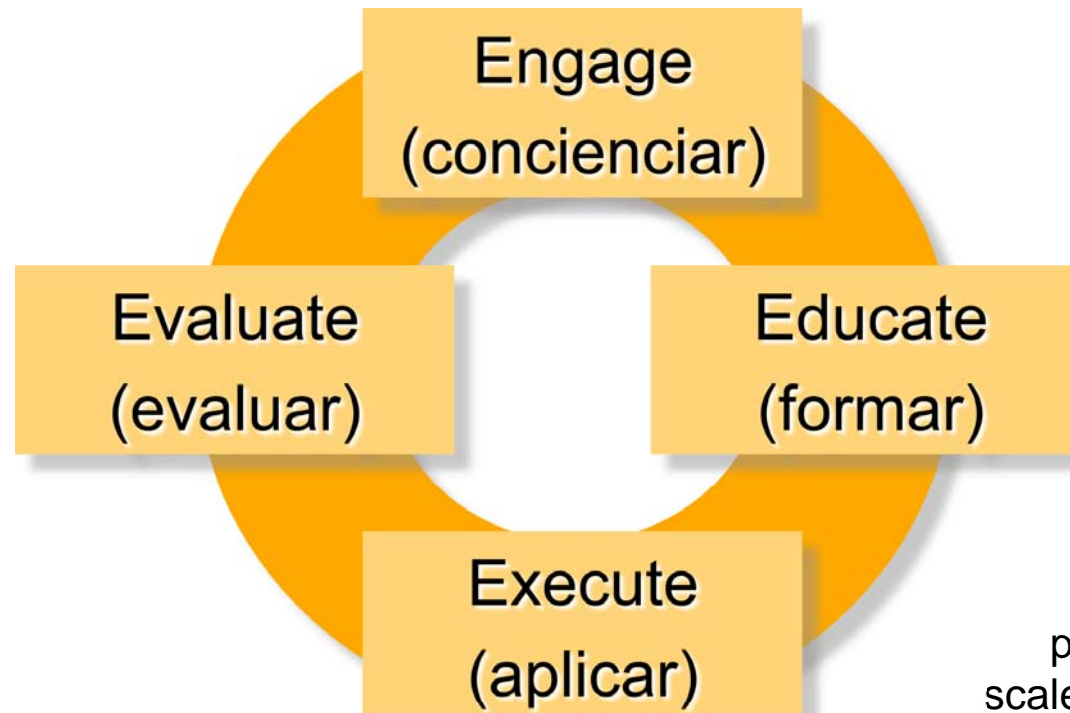 Engage
(concienciar)
Evaluate
(evaluar)
Educate
(formar)
Execute
(aplicar)